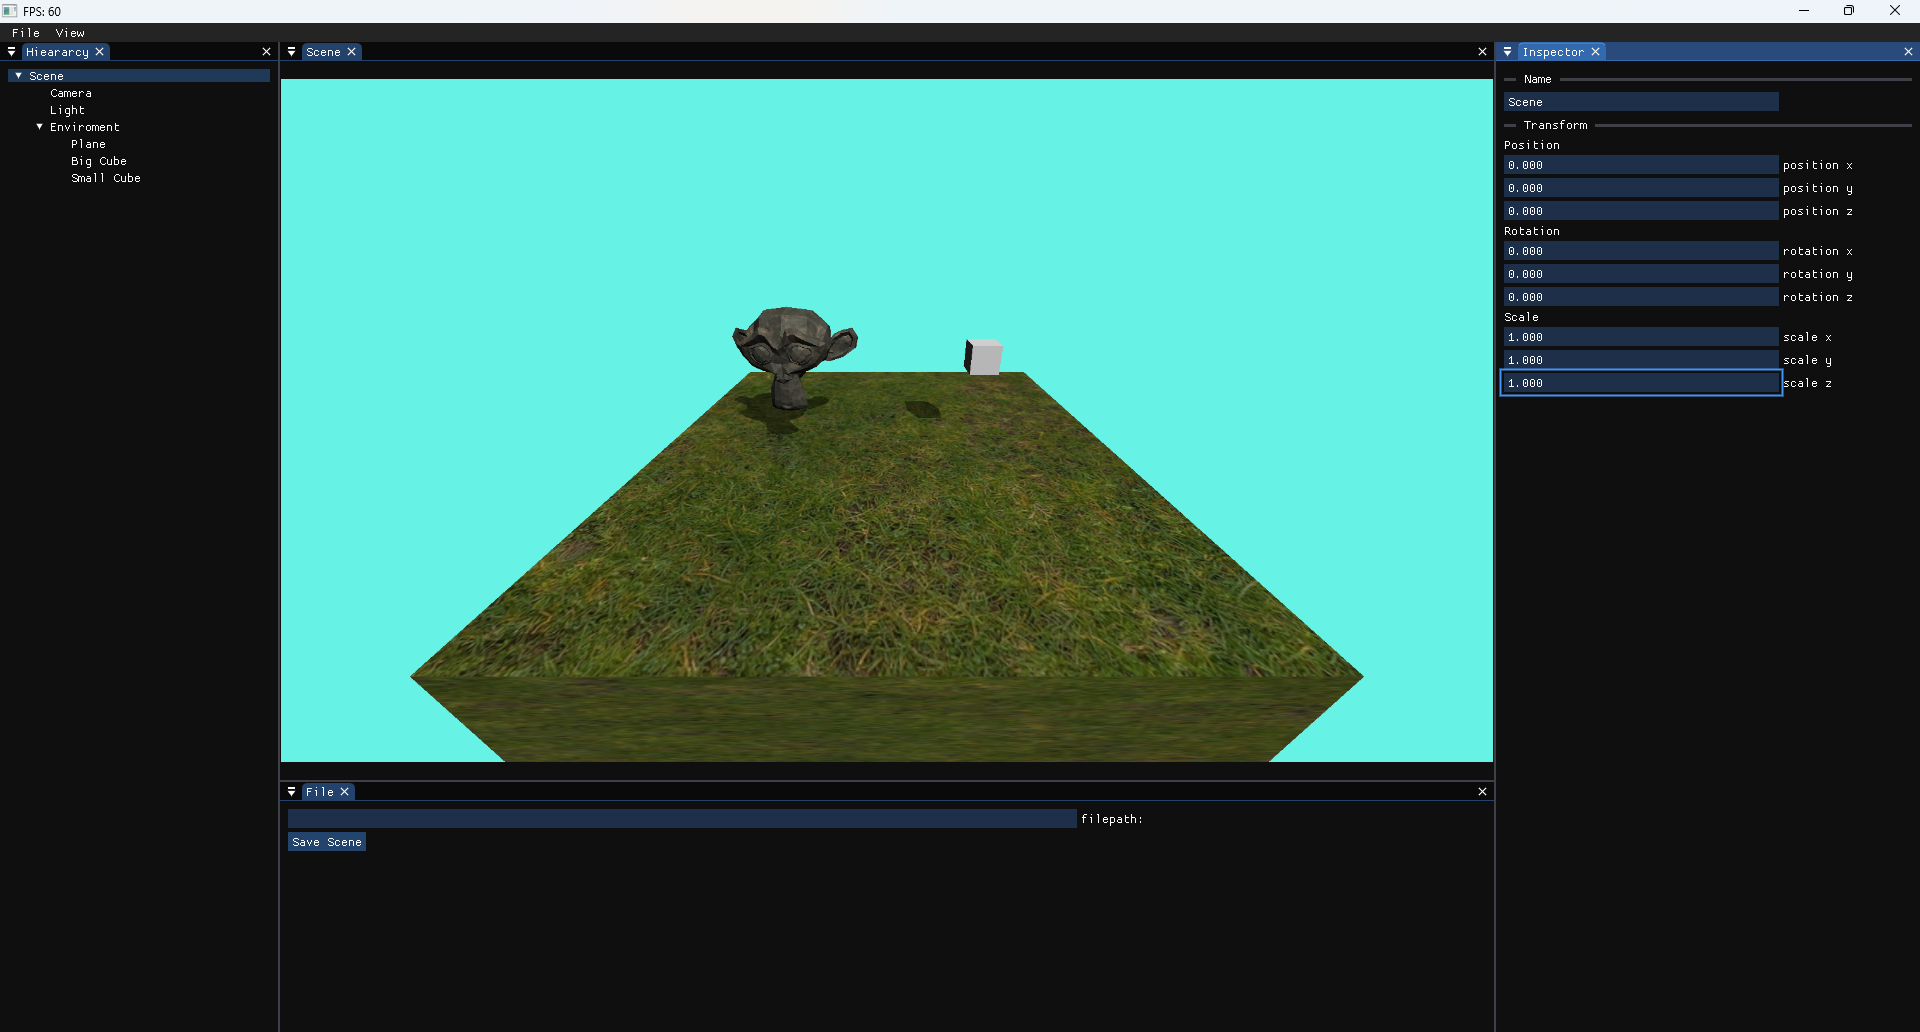 FPS: 60
File View
Hieararcy
Scene
Camera
Light
Enviroment
Plane
Big Cube
Small Cube
Scene
File
filepath:
Save Scene
Inspector
Name
Scene
Transform
Position
0.000 position x
0.000 position y
0.000 position z
Rotation
0.000 rotation x
0.000 rotation y
0.000 rotation z
Scale
1.000 scale x
1.000 scale y
1.000 scale z